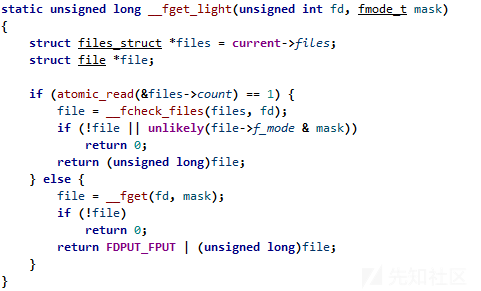 static unsigned long __fget_light(unsigned int fd, fmode_t mask)
{
    struct files_struct *files = current->files;
    struct file *file;

    if (atomic_read(&files->count) == 1) {
        file = __fcheck_files(files, fd);
        if (!file || unlikely(file->f_mode & mask))
            return 0;
        return (unsigned long)file;
    } else {
        file = __fget(fd, mask);
        if (!file)
            return 0;
        return FDPUT_FPUT | (unsigned long)file;
    }
}
先知社区